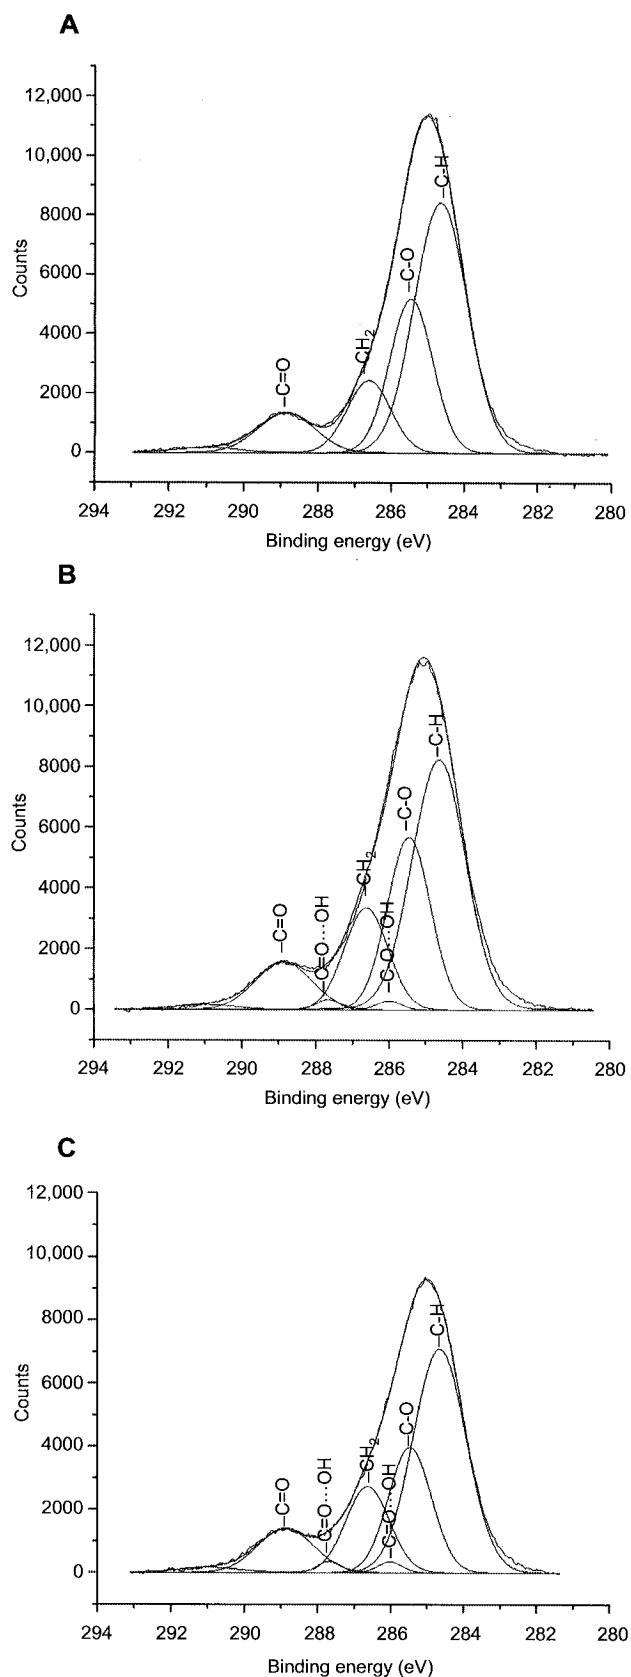 A
12,000
10,000
8000
6000
4000
2000
0
Counts
C=O
CH2
C-O
C-H
294 292 290 288 286 284 282 280
Binding energy (eV)
B
12,000
10,000
8000
6000
4000
2000
0
Counts
C=O
C=O⋯OH
CH2
C-O⋯OH
C-O
C-H
294 292 290 288 286 284 282 280
Binding energy (eV)
C
12,000
10,000
8000
6000
4000
2000
0
Counts
C=O
C=O⋯OH
CH2
C=O⋯OH
C-O
C-H
294 292 290 288 286 284 282 280
Binding energy (eV)